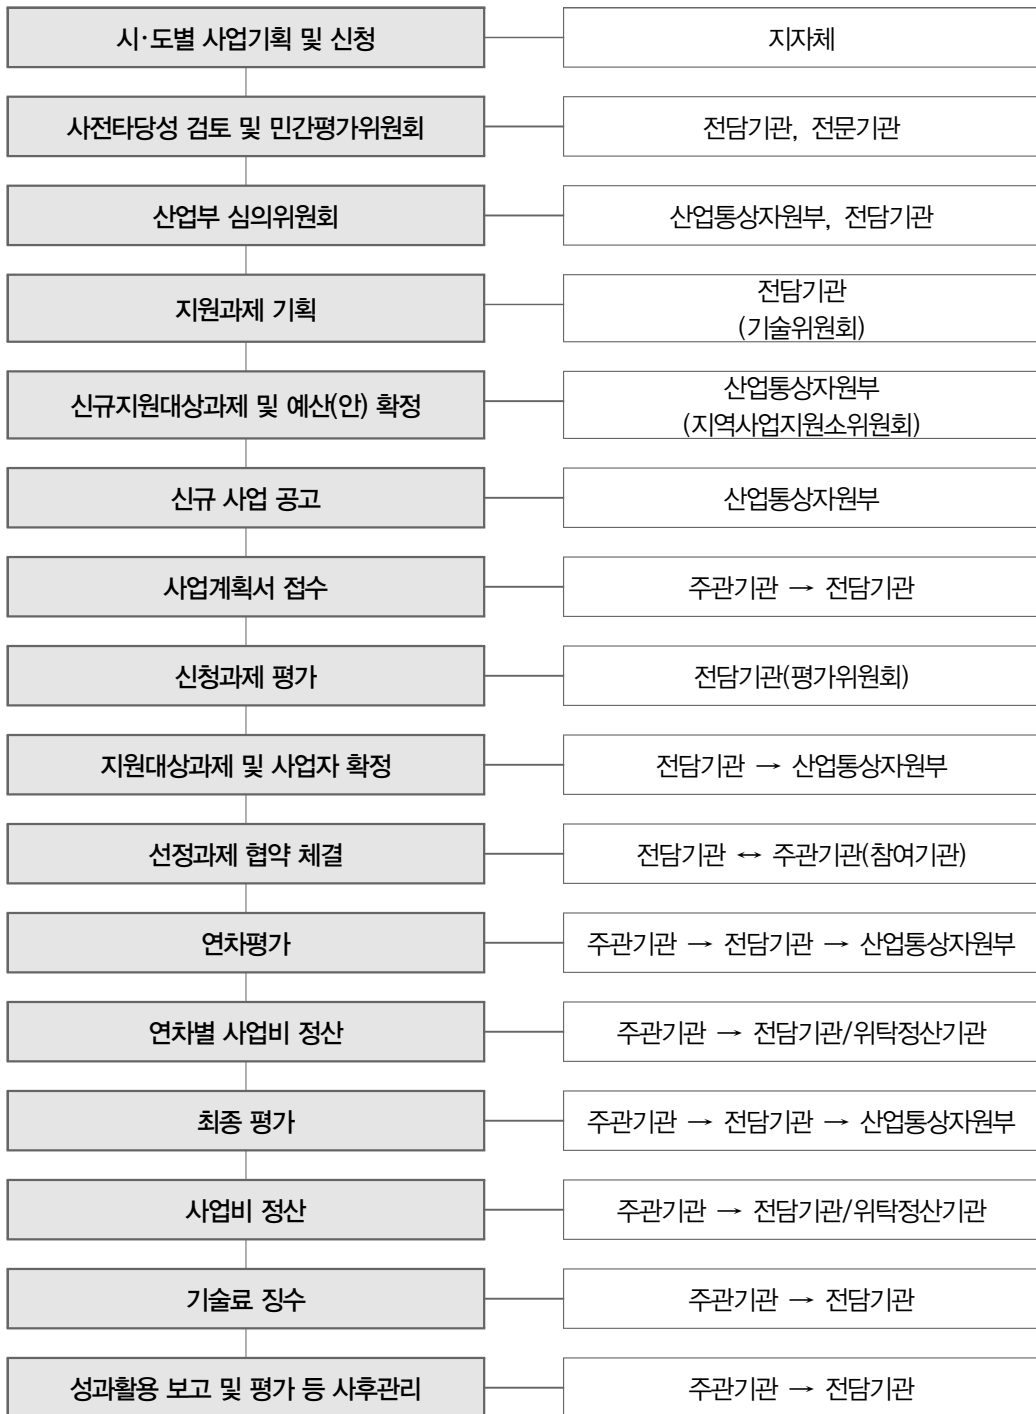 시·도별 사업기획 및 신청
지자체
사전타당성 검토 및 민간평가위원회
전담기관, 전문기관
산업부 심의위원회
산업통상자원부, 전담기관
지원과제 기획
전담기관
(기술위원회)
신규지원대상과제 및 예산(안) 확정
산업통상자원부
(지역사업지원소위원회)
신규 사업 공고
산업통상자원부
사업계획서 접수
주관기관 → 전담기관
신청과제 평가
전담기관(평가위원회)
지원대상과제 및 사업자 확정
전담기관 → 산업통상자원부
선정과제 협약 체결
전담기관 ↔ 주관기관(참여기관)
연차평가
주관기관 → 전담기관 → 산업통상자원부
연차별 사업비 정산
주관기관 → 전담기관/위탁정산기관
최종 평가
주관기관 → 전담기관 → 산업통상자원부
사업비 정산
주관기관 → 전담기관/위탁정산기관
기술료 징수
주관기관 → 전담기관
성과활용 보고 및 평가 등 사후관리
주관기관 → 전담기관